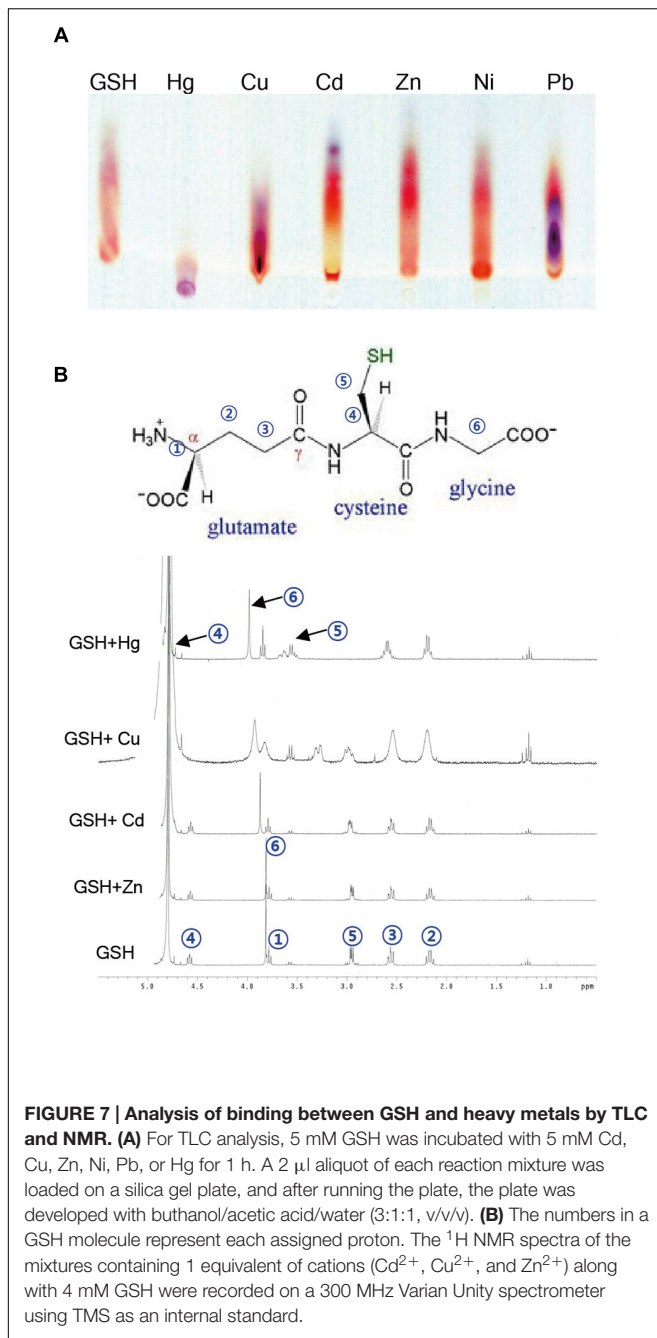 A
GSH Hg Cu Cd Zn Ni Pb
B
SH
⑤
H
O
②
③
④
⑥
H₃N⁺
①
α
γ
N
H
H
N
COO⁻
⁻OOC
H
O
glutamate
cysteine
glycine
⑥
④
⑤
GSH+Hg
GSH+ Cu
GSH+ Cd
⑥
GSH+Zn
④ ① ⑤ ③ ②
GSH
5.0 4.0 3.0 2.0 1.0 ppm
FIGURE 7 | Analysis of binding between GSH and heavy metals by TLC
and NMR. (A) For TLC analysis, 5 mM GSH was incubated with 5 mM Cd,
Cu, Zn, Ni, Pb, or Hg for 1 h. A 2 μl aliquot of each reaction mixture was
loaded on a silica gel plate, and after running the plate, the plate was
developed with buthanol/acetic acid/water (3:1:1, v/v/v). (B) The numbers in a
GSH molecule represent each assigned proton. The ¹H NMR spectra of the
mixtures containing 1 equivalent of cations (Cd²⁺, Cu²⁺, and Zn²⁺) along
with 4 mM GSH were recorded on a 300 MHz Varian Unity spectrometer
using TMS as an internal standard.